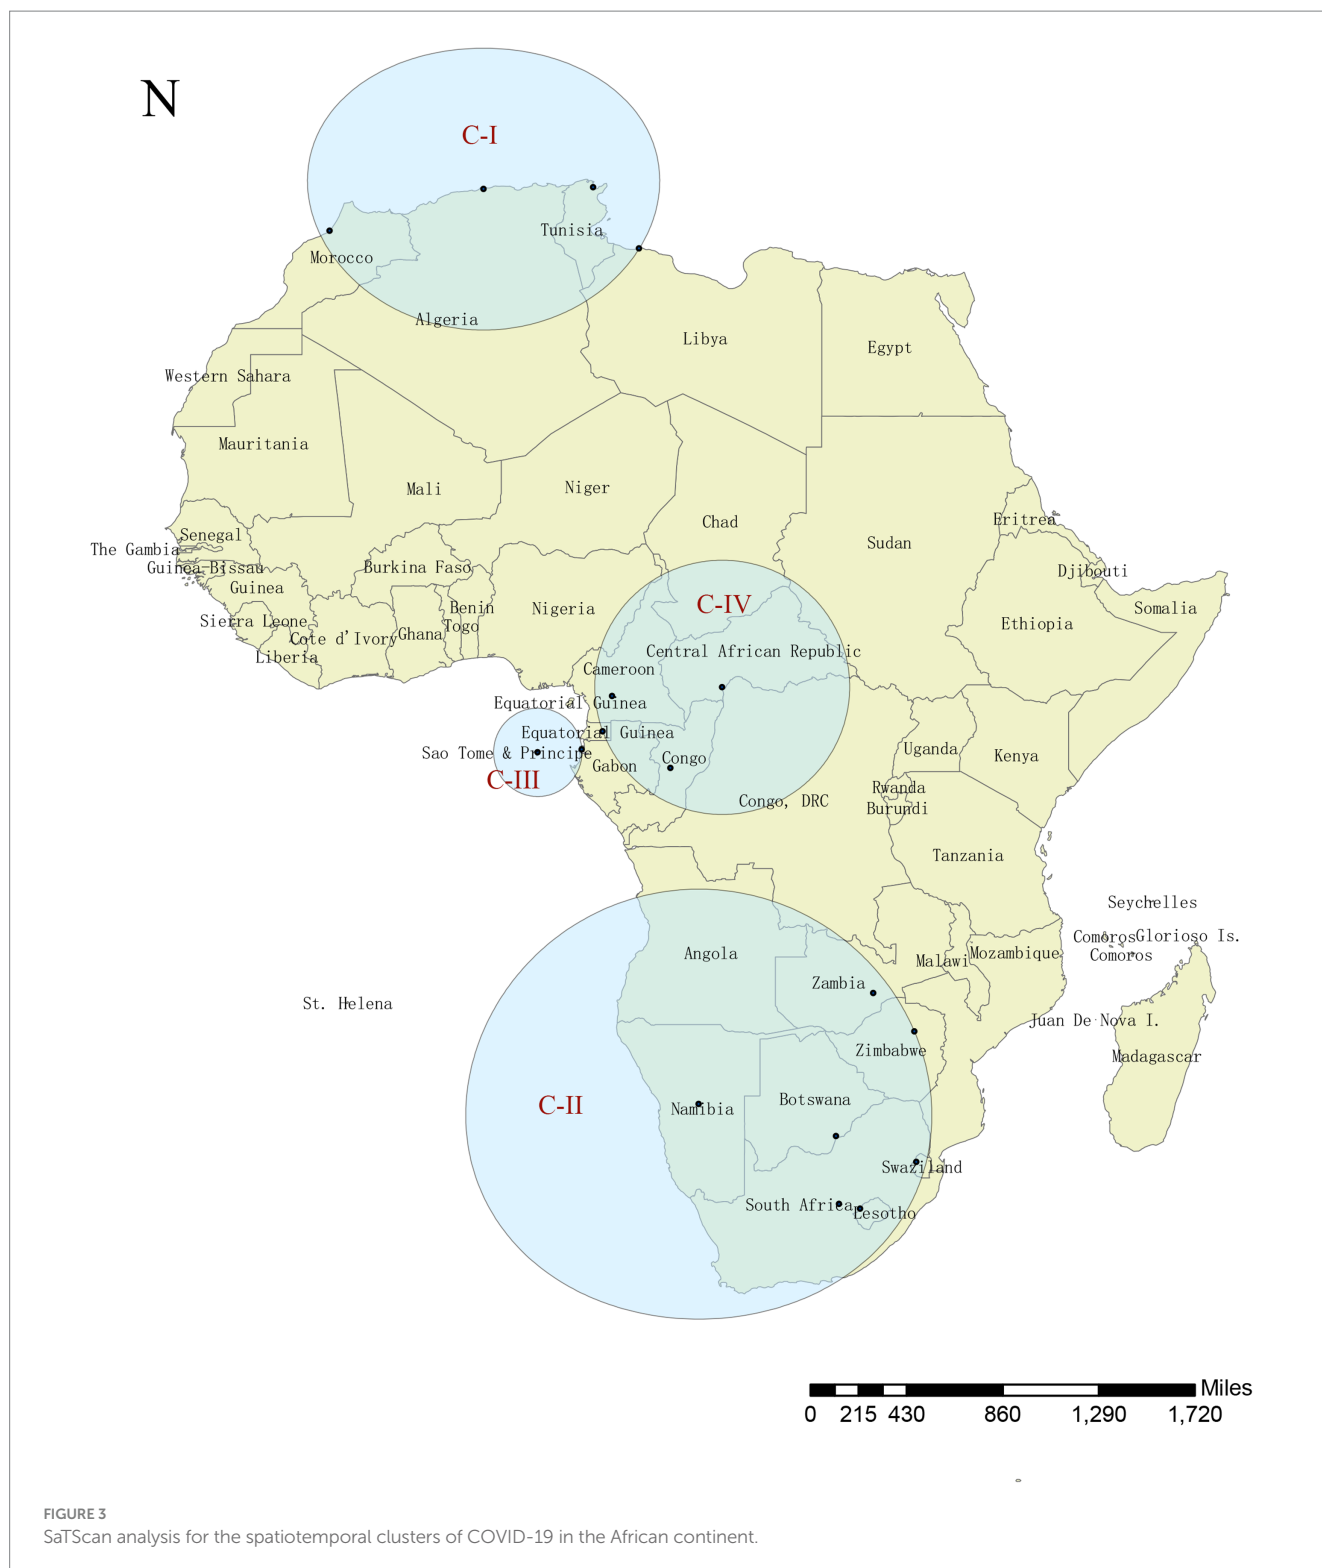 N
C-I
Tunisia
Morocco
Algeria
Libya
Egypt
Western Sahara
Mauritania
Mali
Niger
Chad
Sudan
Eritrea
Senegal
The Gambia
Guinea-Bissau
Guinea
Burkina Faso
Djibouti
Somalia
Sierra Leone
Cote d'Ivory
Ghana
Benin
Togo
Nigeria
C-IV
Ethiopia
Liberia
Central African Republic
Cameroon
Equatorial Guinea
Equatorial Guinea
Sao Tome & Principe
Gabon
Congo
C-III
Uganda
Kenya
Rwanda
Burundi
Congo, DRC
Tanzania
Seychelles
Comoros
Glorioso Is.
Comoros
Angola
Malawi
Mozambique
Zambia
St. Helena
Juan De Nova I.
Zimbabwe
Madagascar
C-II
Namibia
Botswana
Swaziland
South Africa
Lesotho
Miles
0 215 430 860 1,290 1,720
FIGURE 3
SaTScan analysis for the spatiotemporal clusters of COVID-19 in the African continent.